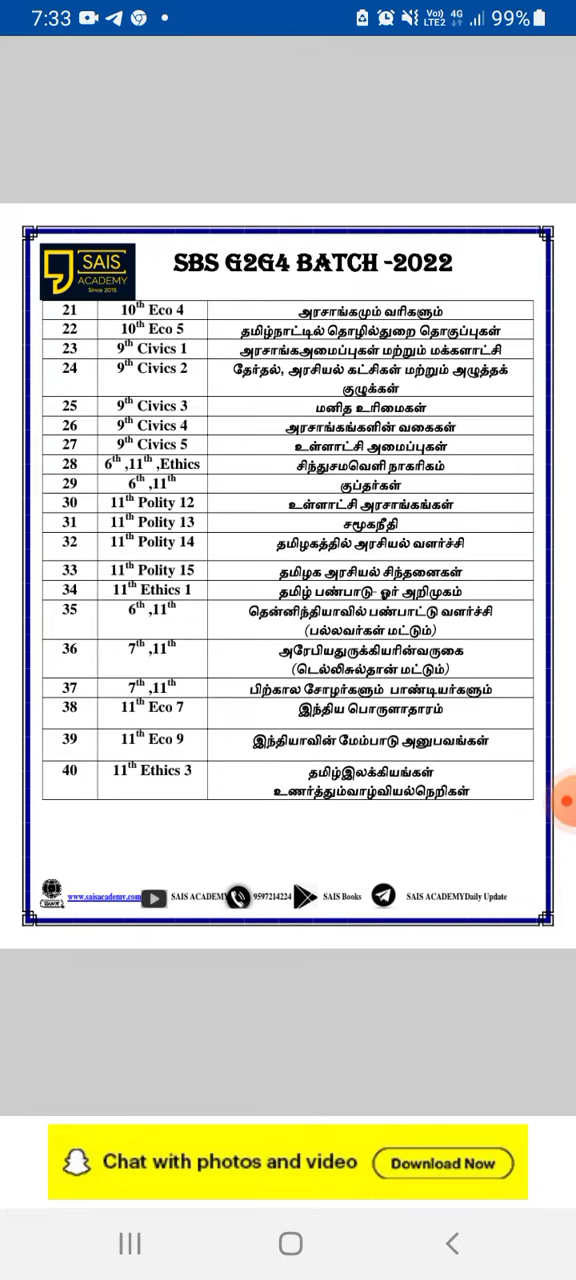 7:33
Vo) 4G
LTE2
99%
SAIS
ACADEMY
Since 2015
SBS G2G4 BATCH -2022
21 10th Eco 4 அரசாங்கமும் வரிகளும்
22 10th Eco 5 தமிழ்நாட்டில் தொழில்துறை தொகுப்புகள்
23 9th Civics 1 அரசாங்கஅமைப்புகள் மற்றும் மக்களாட்சி
24 9th Civics 2 தேர்தல், அரசியல் கட்சிகள் மற்றும் அழுத்தக்
குழுக்கள்
25 9th Civics 3 மனித உரிமைகள்
26 9th Civics 4 அரசாங்கங்களின் வகைகள்
27 9th Civics 5 உள்ளாட்சி அமைப்புகள்
28 6th ,11th ,Ethics சிந்துசமவெளி நாகரிகம்
29 6th ,11th குப்தர்கள்
30 11th Polity 12 உள்ளாட்சி அரசாங்கங்கள்
31 11th Polity 13 சமூகநீதி
32 11th Polity 14 தமிழகத்தில் அரசியல் வளர்ச்சி
33 11th Polity 15 தமிழக அரசியல் சிந்தனைகள்
34 11th Ethics 1 தமிழ் பண்பாடு- ஓர் அறிமுகம்
35 6th ,11th தென்னிந்தியாவில் பண்பாட்டு வளர்ச்சி
(பல்லவர்கள் மட்டும்)
36 7th ,11th அரேபியதுருக்கியரின்வருகை
(டெல்லிசுல்தான் மட்டும்)
37 7th ,11th பிற்கால சோழர்களும் பாண்டியர்களும்
38 11th Eco 7 இந்திய பொருளாதாரம்
39 11th Eco 9 இந்தியாவின் மேம்பாடு அனுபவங்கள்
40 11th Ethics 3 தமிழ்இலக்கியங்கள்
உணர்த்தும்வாழ்வியல்நெறிகள்
www.saisacademy.com SAIS ACADEMY 9597214224 SAIS Books SAIS ACADEMYDaily Update
Chat with photos and video Download Now